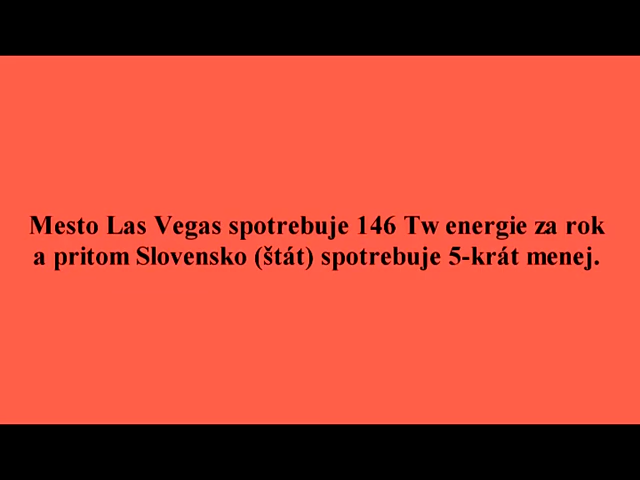 Mesto Las Vegas spotrebuje 146 Tw energie za rok
a pritom Slovensko (štát) spotrebuje 5-krát menej.